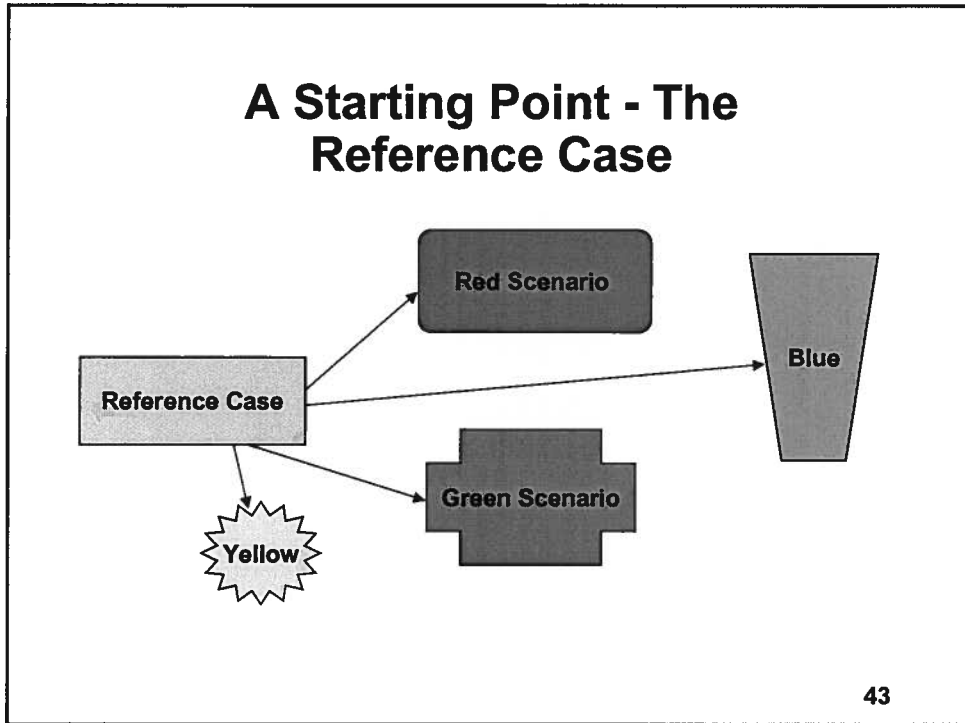 A Starting Point - The
Reference Case
Red Scenario
Blue
Reference Case
Green Scenario
Yellow
43